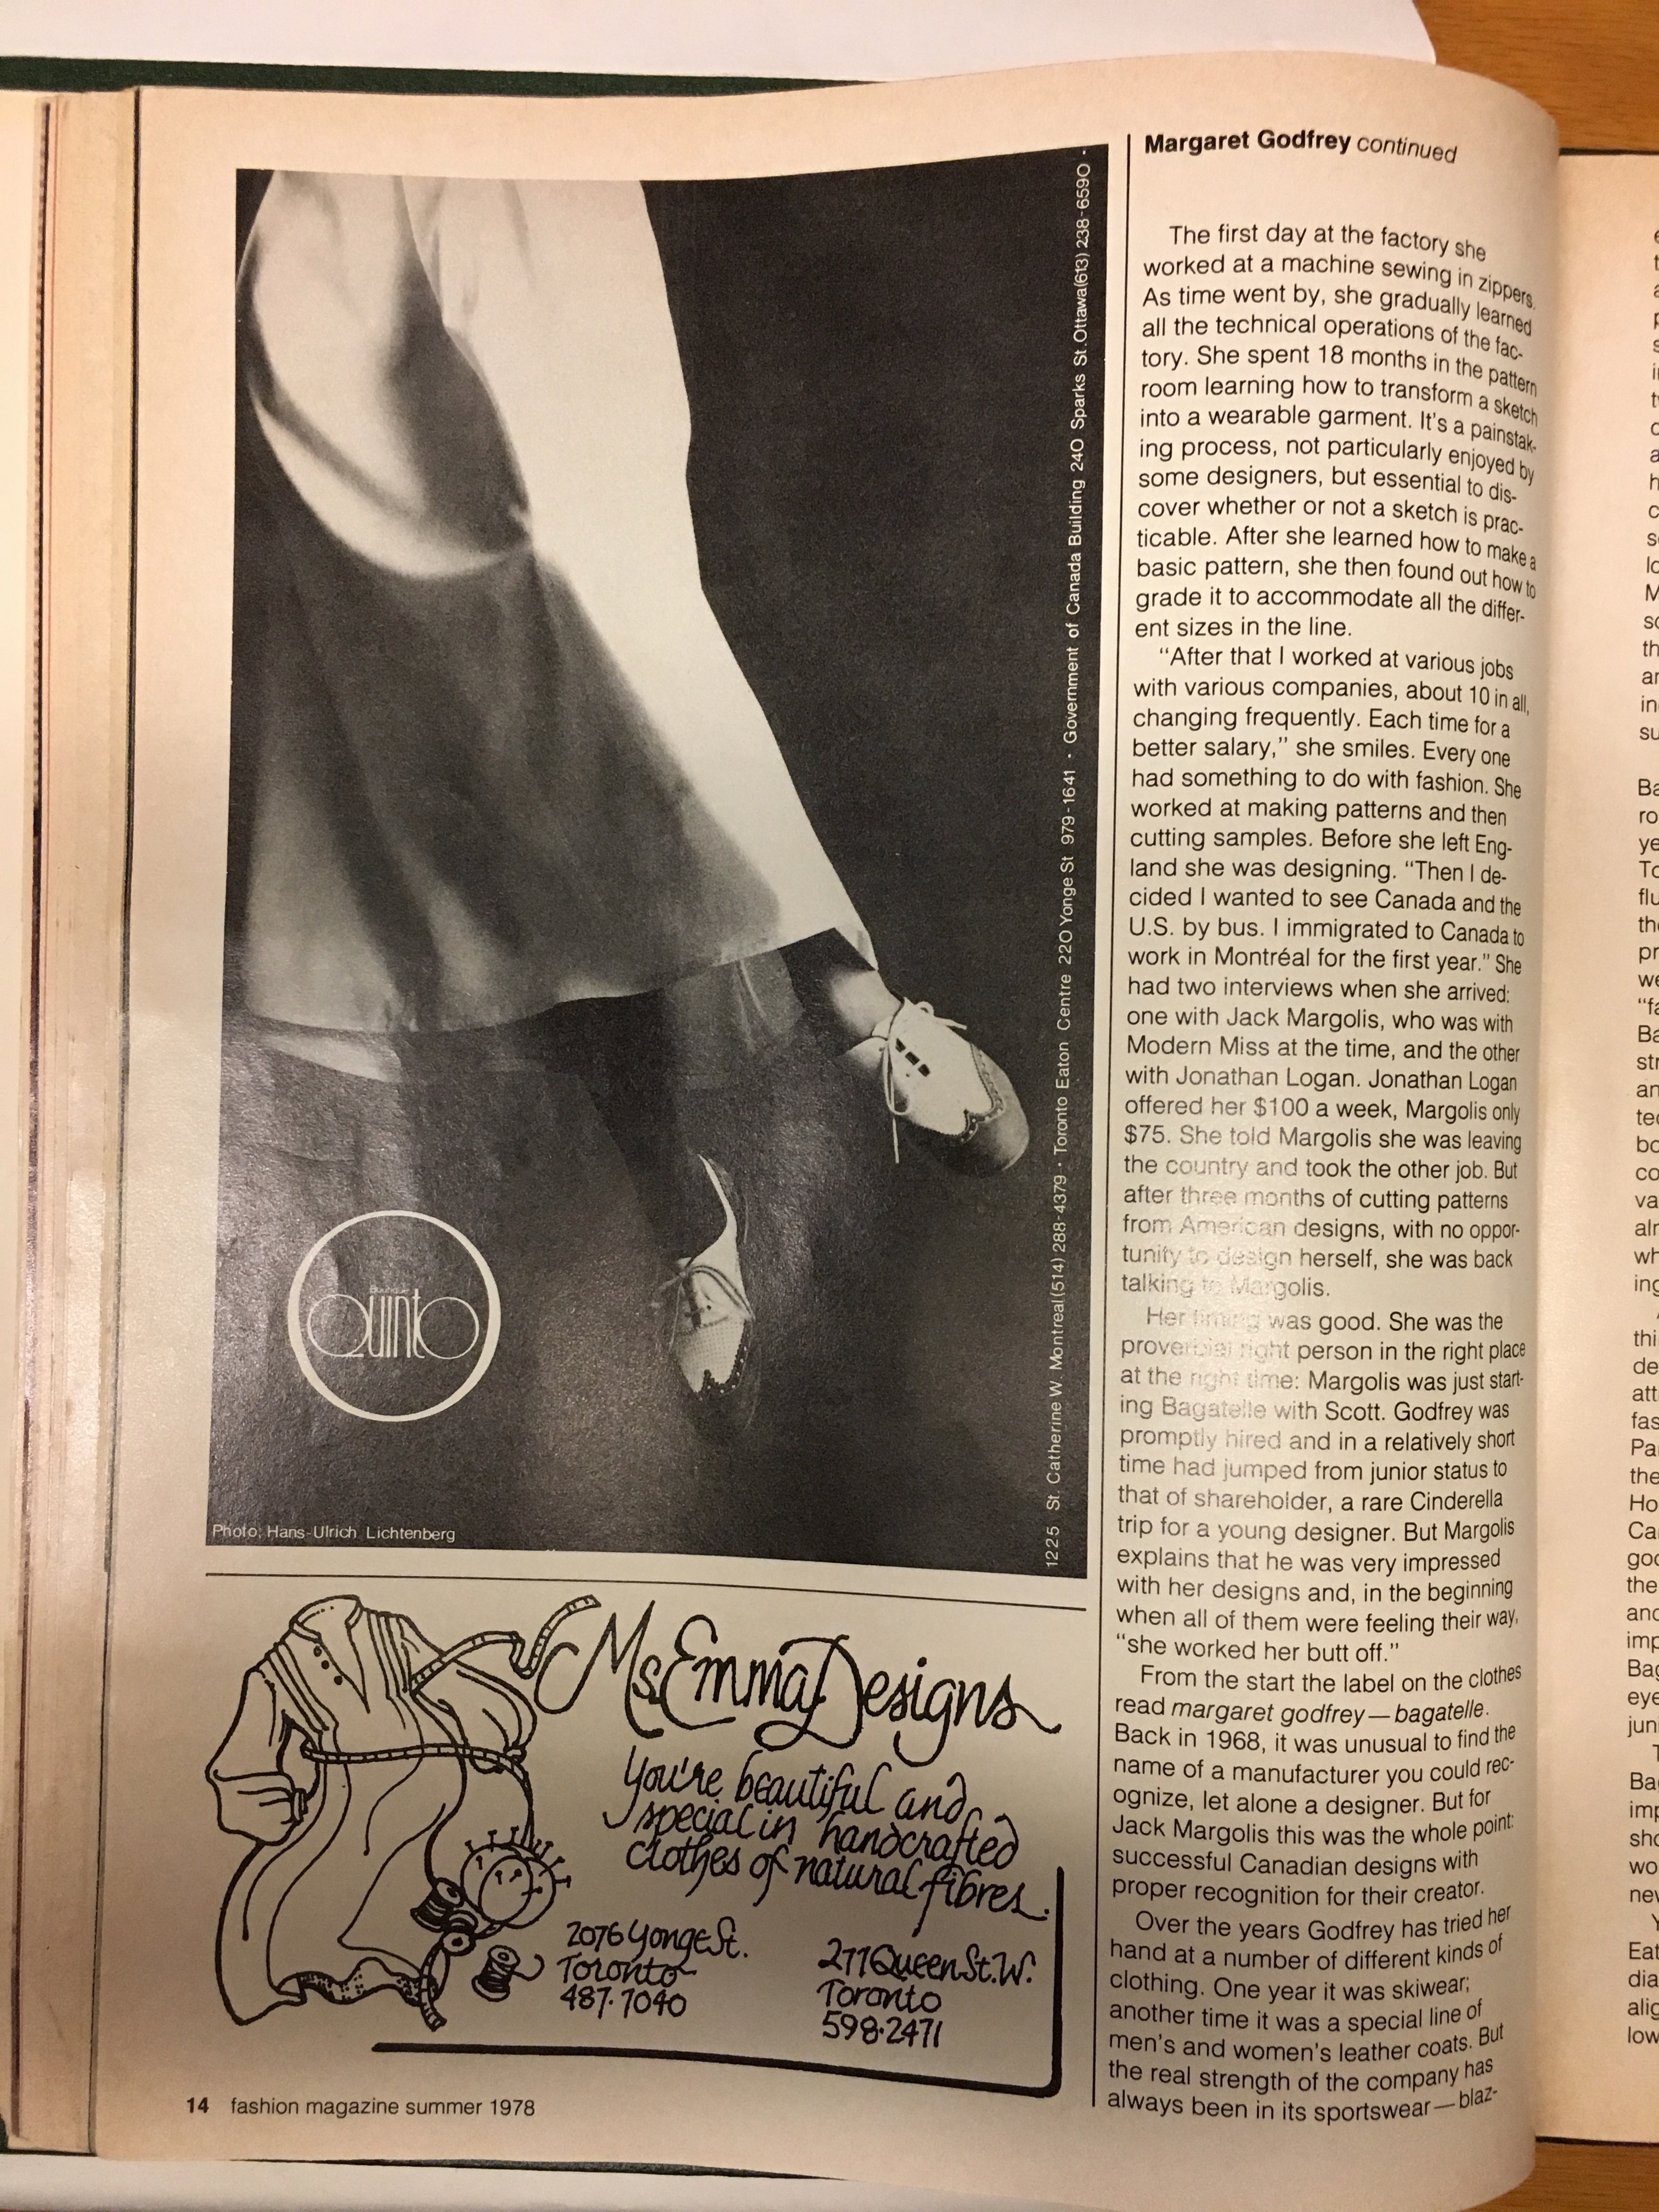 Margaret Godfrey continued
The first day at the factory she
worked at a machine sewing in zippers.
As time went by, she gradually learned
all the technical operations of the fac-
tory. She spent 18 months in the pattern
room learning how to transform a sketch
into a wearable garment. It's a painstak-
ing process, not particularly enjoyed by
some designers, but essential to dis-
cover whether or not a sketch is prac-
ticable. After she learned how to make a
basic pattern, she then found out how to
grade it to accommodate all the differ-
ent sizes in the line.
"After that I worked at various jobs
with various companies, about 10 in all,
changing frequently. Each time for a
better salary," she smiles. Every one
had something to do with fashion. She
worked at making patterns and then
cutting samples. Before she left Eng-
land she was designing. "Then I de-
cided I wanted to see Canada and the
U.S. by bus. I immigrated to Canada to
work in Montréal for the first year." She
had two interviews when she arrived:
one with Jack Margolis, who was with
Modern Miss at the time, and the other
with Jonathan Logan. Jonathan Logan
offered her $100 a week, Margolis only
$75. She told Margolis she was leaving
the country and took the other job. But
after three months of cutting patterns
from American designs, with no oppor-
tunity to design herself, she was back
talking to Margolis.
Her timing was good. She was the
proverbial right person in the right place
at the right time: Margolis was just start-
ing Bagatelle with Scott. Godfrey was
promptly hired and in a relatively short
time had jumped from junior status to
that of shareholder, a rare Cinderella
trip for a young designer. But Margolis
explains that he was very impressed
with her designs and, in the beginning
when all of them were feeling their way,
"she worked her butt off."
From the start the label on the clothes
read margaret godfrey—bagatelle.
Back in 1968, it was unusual to find the
name of a manufacturer you could rec-
ognize, let alone a designer. But for
Jack Margolis this was the whole point:
successful Canadian designs with
proper recognition for their creator.
Over the years Godfrey has tried her
hand at a number of different kinds of
clothing. One year it was skiwear;
another time it was a special line of
men's and women's leather coats. But
the real strength of the company has
always been in its sportswear—blaz-
1225 St. Catherine W. Montreal (514) 288-4379 · Toronto Eaton Centre 220 Yonge St 979-1641 · Government of Canada Building 240 Sparks St. Ottawa (613) 238-6590 ·
Boutique
Quinto
Photo: Hans-Ulrich Lichtenberg
Ms. Emma Designs
You're beautiful and
special in handcrafted
clothes of natural fibres.
2076 Yonge St.
Toronto
487·7040
277 Queen St. W.
Toronto
598·2471
14 fashion magazine summer 1978